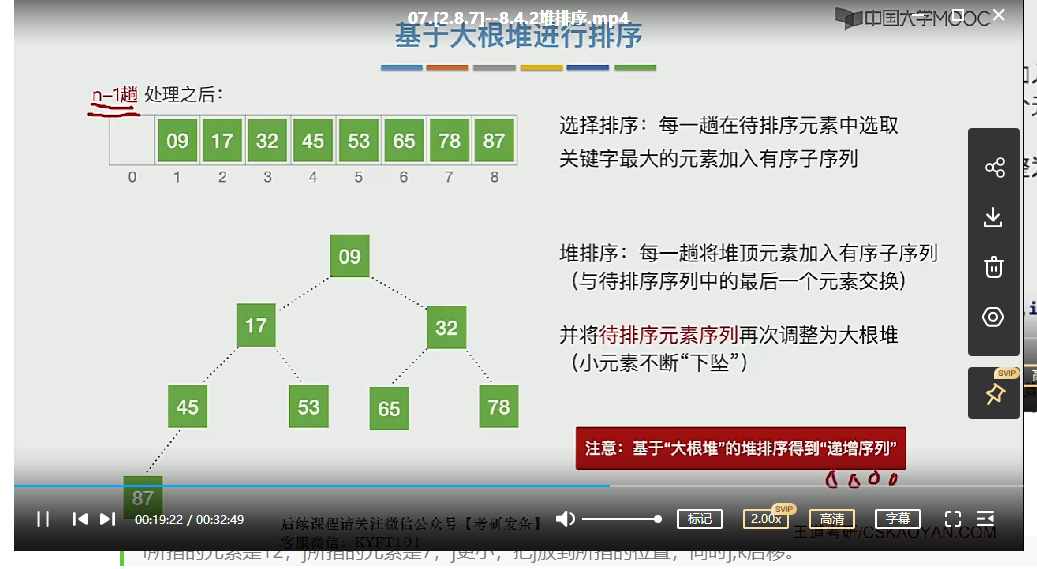 07.[2.8.7]--8.4.2堆排序.mp4
中国大学MOOC
基于大根堆进行排序
n-1趟 处理之后：
09 17 32 45 53 65 78 87
0 1 2 3 4 5 6 7 8
选择排序：每一趟在待排序元素中选取
关键字最大的元素加入有序子序列
09
17 32
45 53 65 78
87
堆排序：每一趟将堆顶元素加入有序子序列
（与待排序序列中的最后一个元素交换）
并将待排序元素序列再次调整为大根堆
（小元素不断“下坠”）
注意：基于“大根堆”的堆排序得到“递增序列”
SVIP
00:19:22 / 00:32:49
后续课程请关注微信公众号【考研发条】
客服微信：KYFT101
标记
2.00x
SVIP
高清
字幕
王道考研/CSKAOYAN.COM
i所指的元素是12，j所指的元素是7，j更小，把j放到所指的位置，同时j,k后移。